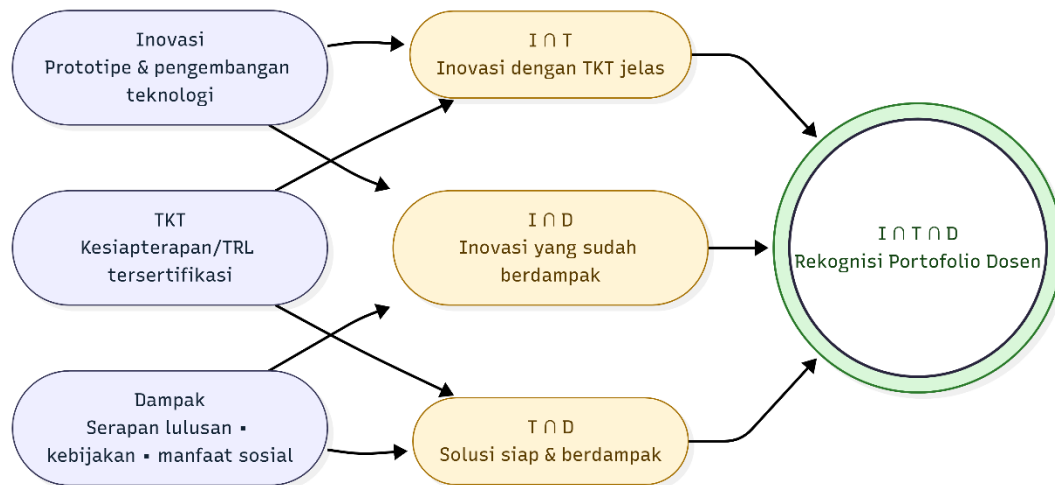 Inovasi
Prototipe & pengembangan
teknologi
I ∩ T
Inovasi dengan TKT jelas
TKT
Kesiapterapan/TRL
tersertifikasi
I ∩ D
Inovasi yang sudah
berdampak
I ∩ T ∩ D
Rekognisi Portofolio Dosen
Dampak
Serapan lulusan ▪
kebijakan ▪ manfaat sosial
T ∩ D
Solusi siap & berdampak